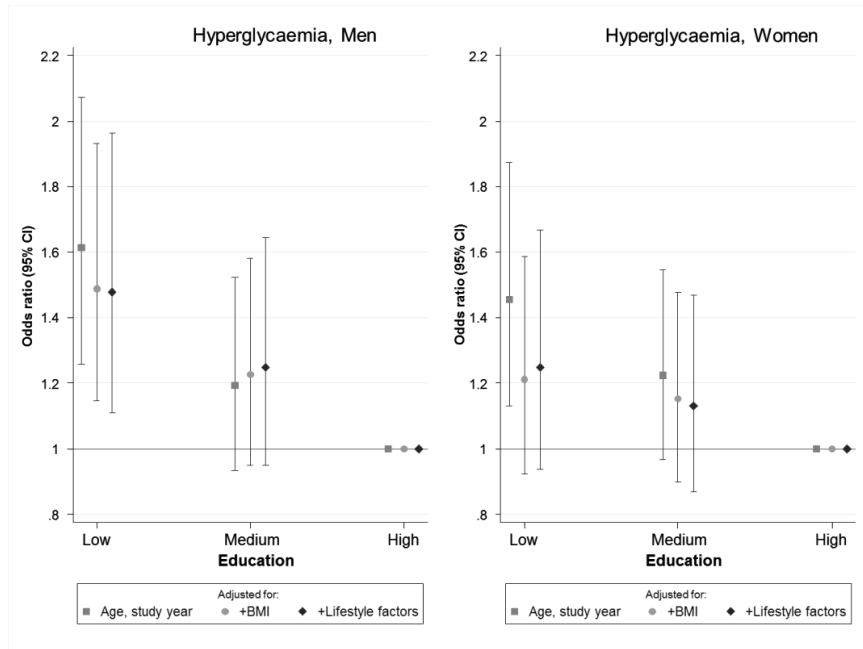 Hyperglycaemia, Men
2.2
2
1.8
1.6
1.4
1.2
1
.8
Odds ratio (95% CI)
Low Medium High
Education
Adjusted for:
Age, study year +BMI +Lifestyle factors
Hyperglycaemia, Women
2.2
2
1.8
1.6
1.4
1.2
1
.8
Odds ratio (95% CI)
Low Medium High
Education
Adjusted for:
Age, study year +BMI +Lifestyle factors